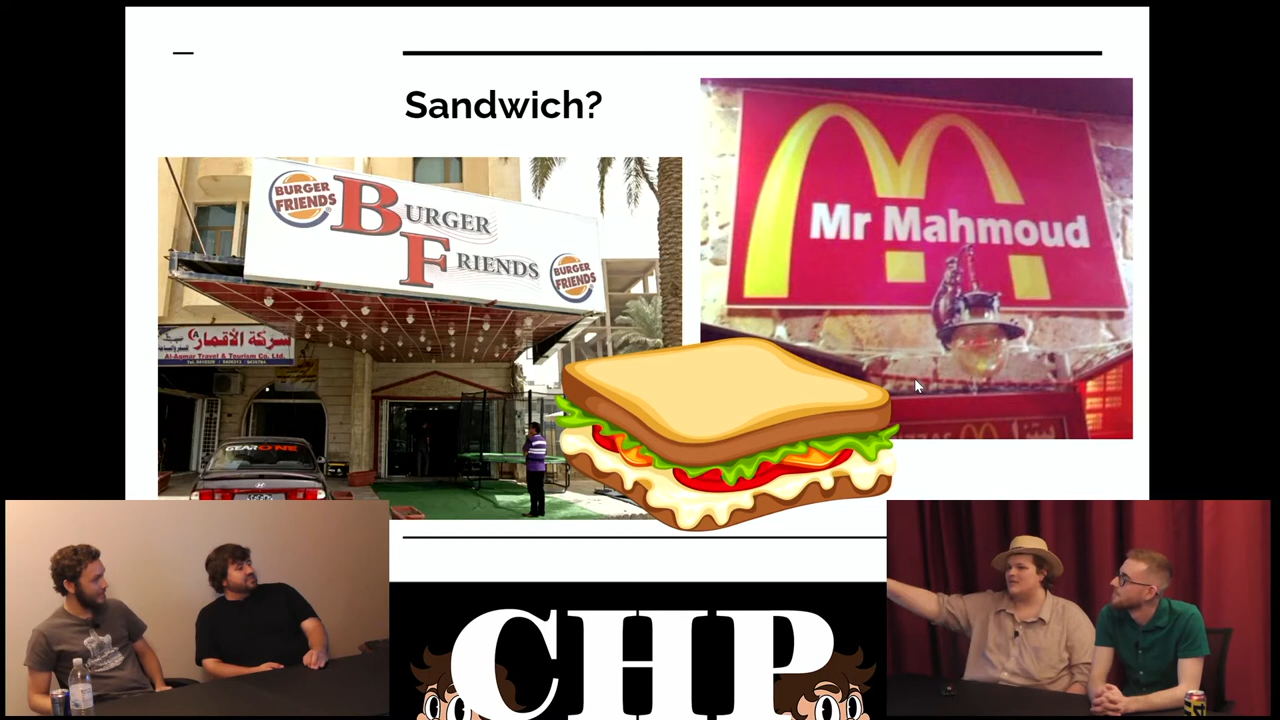 Sandwich?
BURGER
FRIENDS
BURGER
FRIENDS
BURGER
FRIENDS
Mr Mahmoud
شركة الأقمار
Al-Aqmar Travel & Tourism Co. Ltd.
GEAR ONE
CHP